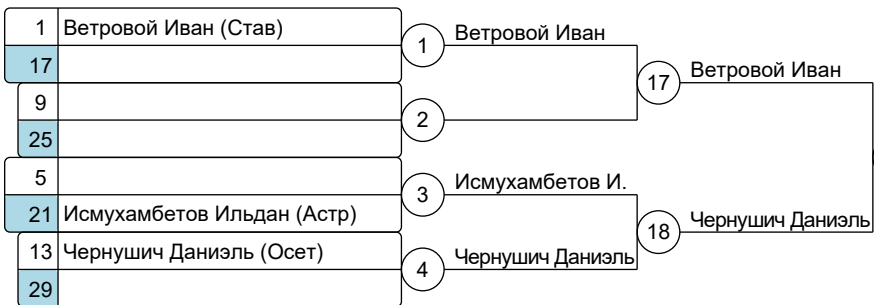 1 Ветровой Иван (Став)
17
9
25
5
21 Исмухамбетов Ильдан (Астр)
13 Чернушич Даниэль (Осет)
29
1 Ветровой Иван
2
3 Исмухамбетов И.
4 Чернушич Даниэль
17 Ветровой Иван
18 Чернушич Даниэль